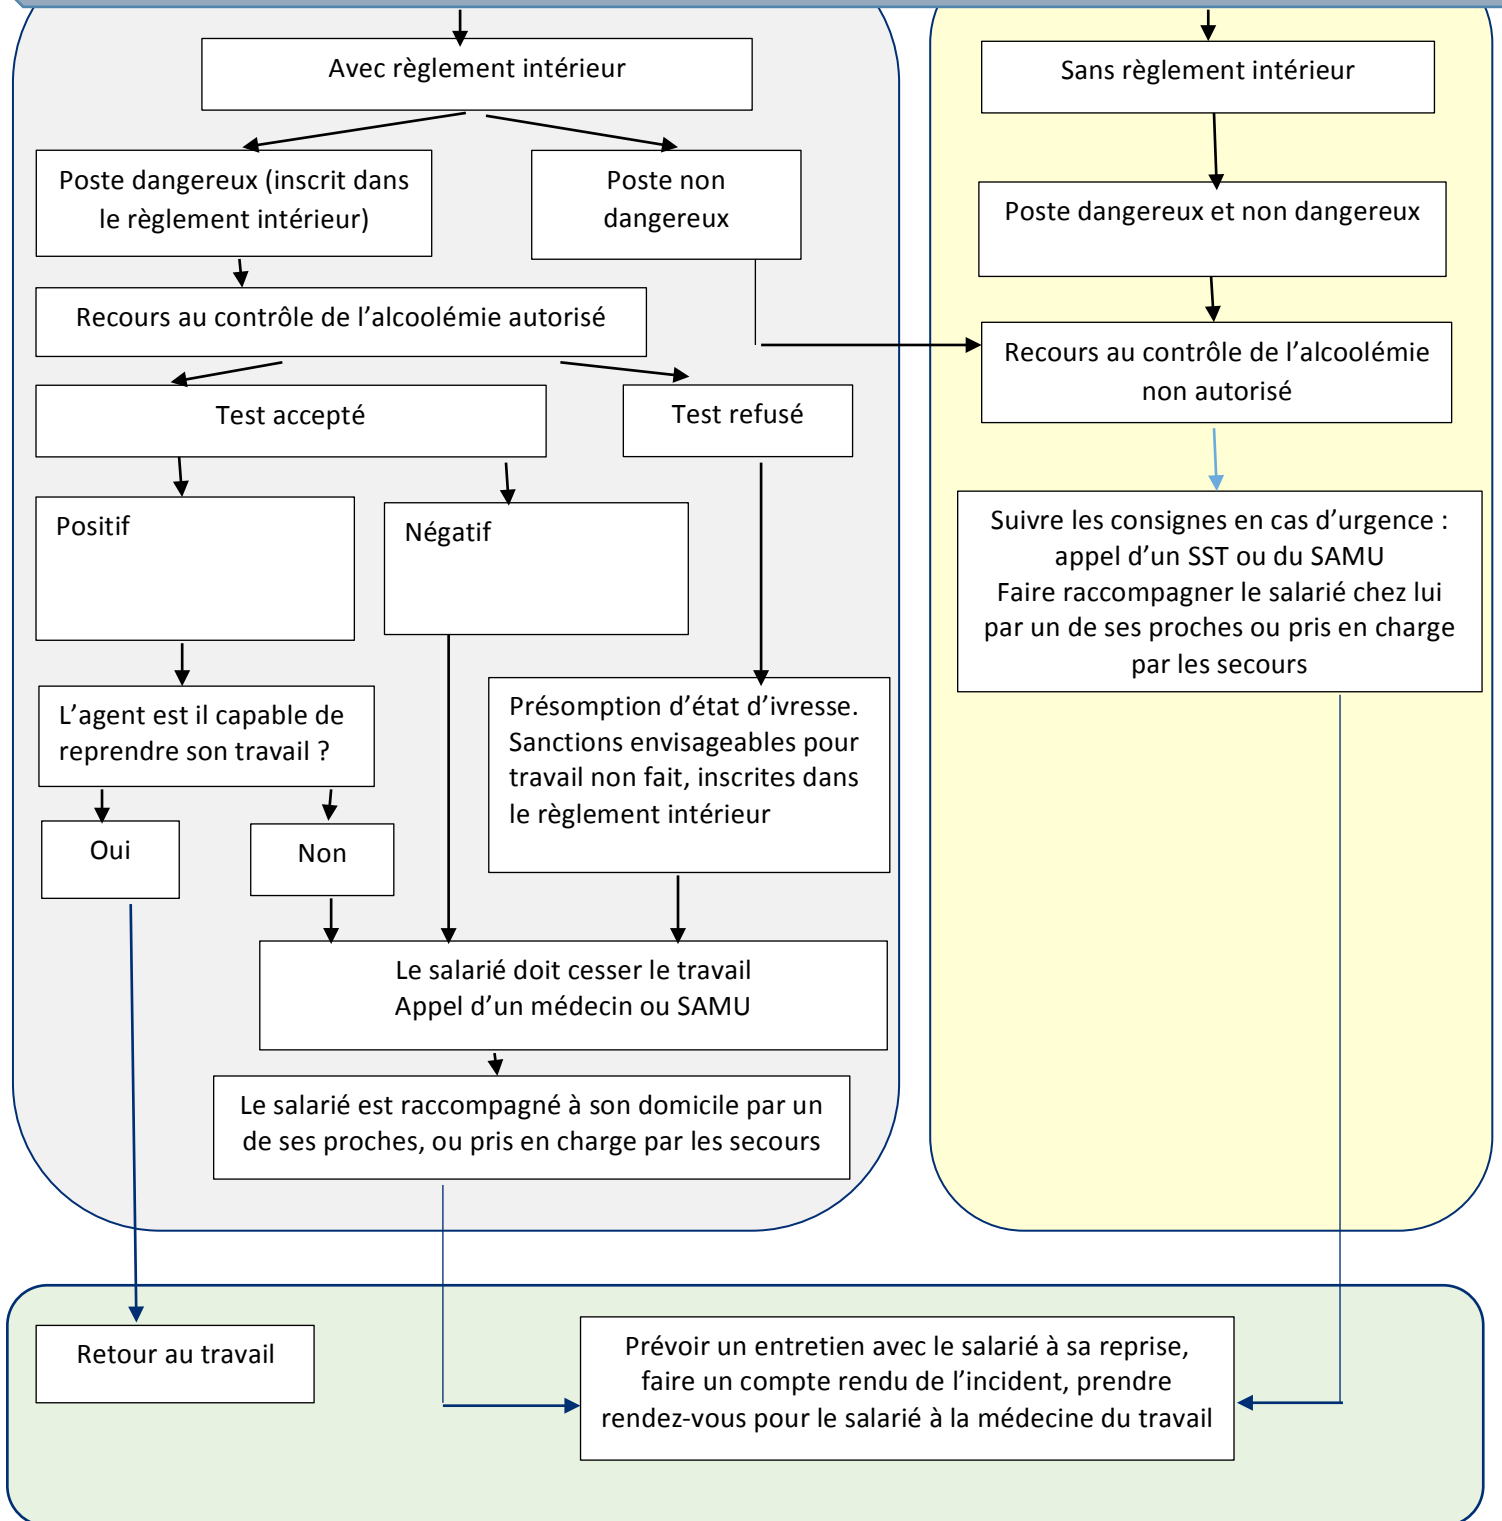 Avec règlement intérieur
Sans règlement intérieur
Poste dangereux (inscrit dans
le règlement intérieur)
Poste non
dangereux
Poste dangereux et non dangereux
Recours au contrôle de l’alcoolémie autorisé
Recours au contrôle de l’alcoolémie
non autorisé
Test accepté
Test refusé
Positif
Négatif
Suivre les consignes en cas d’urgence :
appel d’un SST ou du SAMU
Faire raccompagner le salarié chez lui
par un de ses proches ou pris en charge
par les secours
L’agent est il capable de
reprendre son travail ?
Présomption d’état d’ivresse.
Sanctions envisageables pour
travail non fait, inscrites dans
le règlement intérieur
Oui
Non
Le salarié doit cesser le travail
Appel d’un médecin ou SAMU
Le salarié est raccompagné à son domicile par un
de ses proches, ou pris en charge par les secours
Retour au travail
Prévoir un entretien avec le salarié à sa reprise,
faire un compte rendu de l’incident, prendre
rendez-vous pour le salarié à la médecine du travail